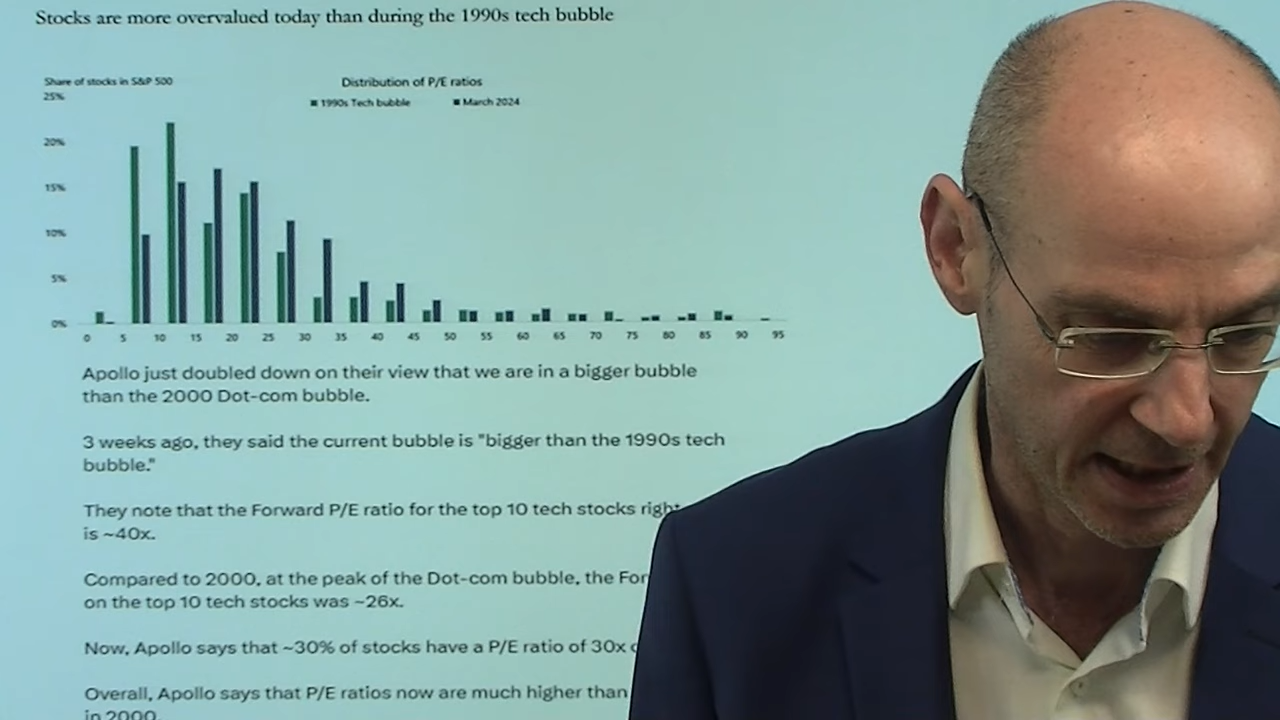 Stocks are more overvalued today than during the 1990s tech bubble
Share of stocks in S&P 500
Distribution of P/E ratios
25%
1990s Tech bubble
March 2024
20%
15%
10%
5%
0%
0 5 10 15 20 25 30 35 40 45 50 55 60 65 70 75 80 85 90 95
Apollo just doubled down on their view that we are in a bigger bubble
than the 2000 Dot-com bubble.
3 weeks ago, they said the current bubble is "bigger than the 1990s tech
bubble."
They note that the Forward P/E ratio for the top 10 tech stocks right
is ~40x.
Compared to 2000, at the peak of the Dot-com bubble, the
on the top 10 tech stocks was ~26x.
Now, Apollo says that ~30% of stocks have a P/E ratio of 30x
Overall, Apollo says that P/E ratios now are much higher than
in 2000.